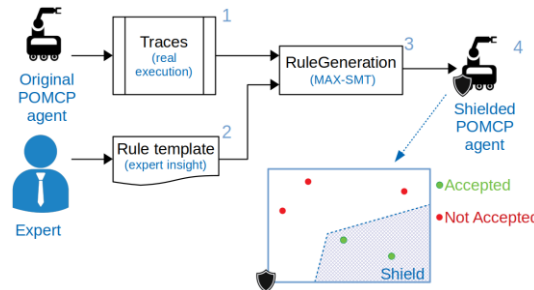 1
Traces
(real
execution)
Original
POMCP
agent
3
RuleGeneration
(MAX-SMT)
4
Shielded
POMCP
agent
2
Rule template
(expert insight)
Expert
Accepted
Not Accepted
Shield